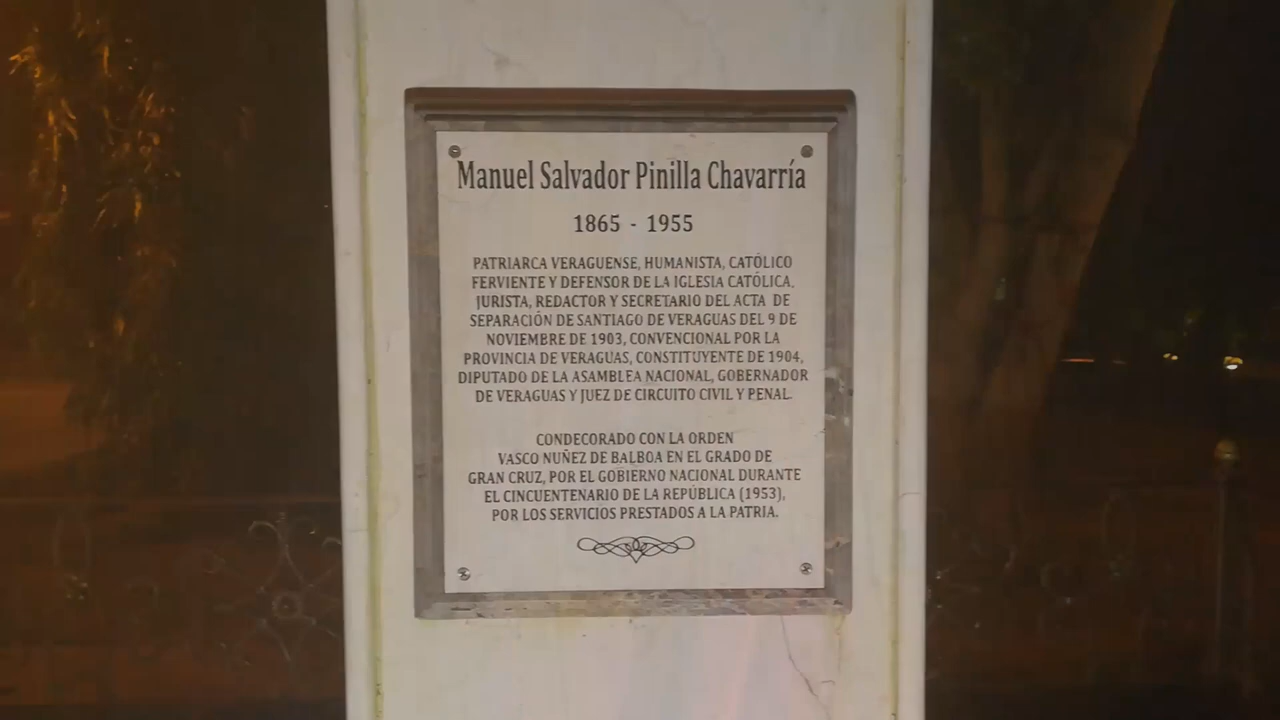 Manuel Salvador Pinilla Chavarría
1865 - 1955
PATRIARCA VERAGUENSE, HUMANISTA, CATÓLICO
FERVIENTE Y DEFENSOR DE LA IGLESIA CATÓLICA,
JURISTA, REDACTOR Y SECRETARIO DEL ACTA DE
SEPARACIÓN DE SANTIAGO DE VERAGUAS DEL 9 DE
NOVIEMBRE DE 1903, CONVENCIONAL POR LA
PROVINCIA DE VERAGUAS, CONSTITUYENTE DE 1904,
DIPUTADO DE LA ASAMBLEA NACIONAL, GOBERNADOR
DE VERAGUAS Y JUEZ DE CIRCUITO CIVIL Y PENAL.
CONDECORADO CON LA ORDEN
VASCO NUÑEZ DE BALBOA EN EL GRADO DE
GRAN CRUZ, POR EL GOBIERNO NACIONAL DURANTE
EL CINCUENTENARIO DE LA REPÚBLICA (1953),
POR LOS SERVICIOS PRESTADOS A LA PATRIA.